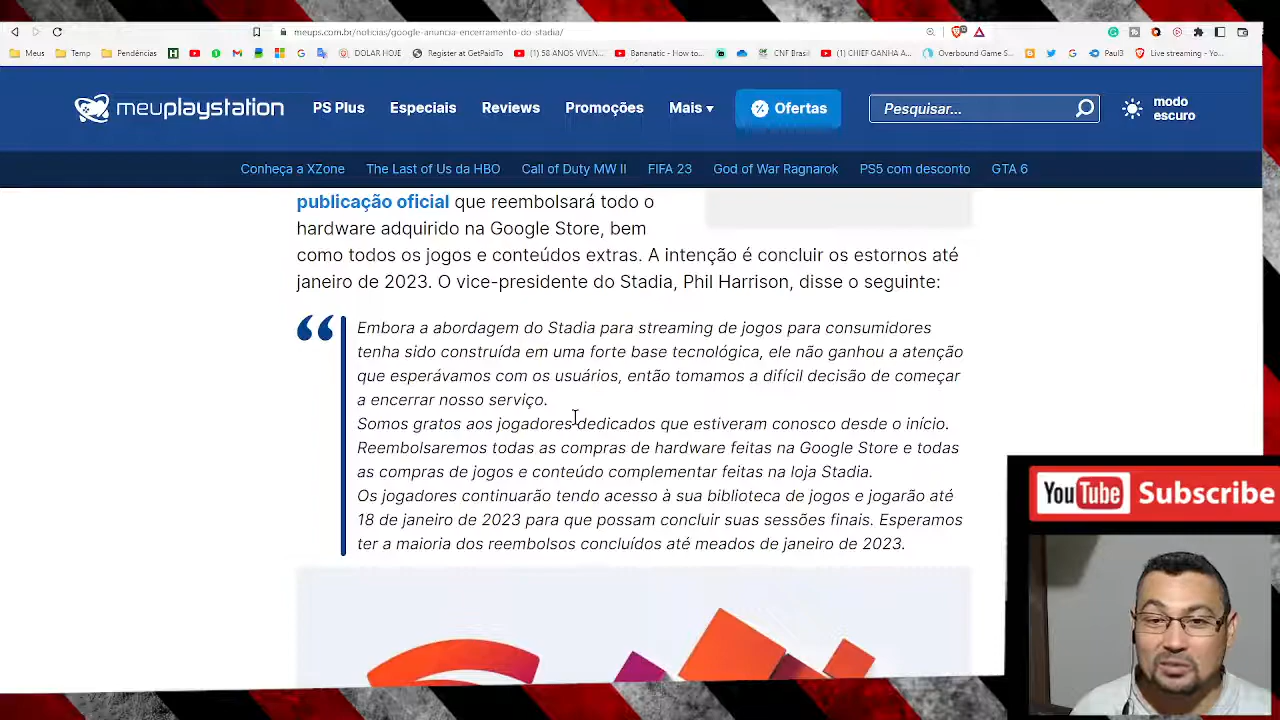 meups.com.br/noticias/google-anuncia-encerramento-do-stadia/
Meus Temp Pendências DOLAR HOJE Register at GetPaidTo (1) 58 ANOS VIVEN... Bananatic - How to... CNF Brasil (1) CHIEF GANHA A... Overbound Game S... Paul3 Live streaming - Yo...
meuplaystation PS Plus Especiais Reviews Promoções Mais Ofertas Pesquisar... modo escuro
Conheça a XZone The Last of Us da HBO Call of Duty MW II FIFA 23 God of War Ragnarok PS5 com desconto GTA 6
publicação oficial que reembolsará todo o
hardware adquirido na Google Store, bem
como todos os jogos e conteúdos extras. A intenção é concluir os estornos até
janeiro de 2023. O vice-presidente do Stadia, Phil Harrison, disse o seguinte:
Embora a abordagem do Stadia para streaming de jogos para consumidores
tenha sido construída em uma forte base tecnológica, ele não ganhou a atenção
que esperávamos com os usuários, então tomamos a difícil decisão de começar
a encerrar nosso serviço.
Somos gratos aos jogadores dedicados que estiveram conosco desde o início.
Reembolsaremos todas as compras de hardware feitas na Google Store e todas
as compras de jogos e conteúdo complementar feitas na loja Stadia.
Os jogadores continuarão tendo acesso à sua biblioteca de jogos e jogarão até
18 de janeiro de 2023 para que possam concluir suas sessões finais. Esperamos
ter a maioria dos reembolsos concluídos até meados de janeiro de 2023.
YouTube Subscribe